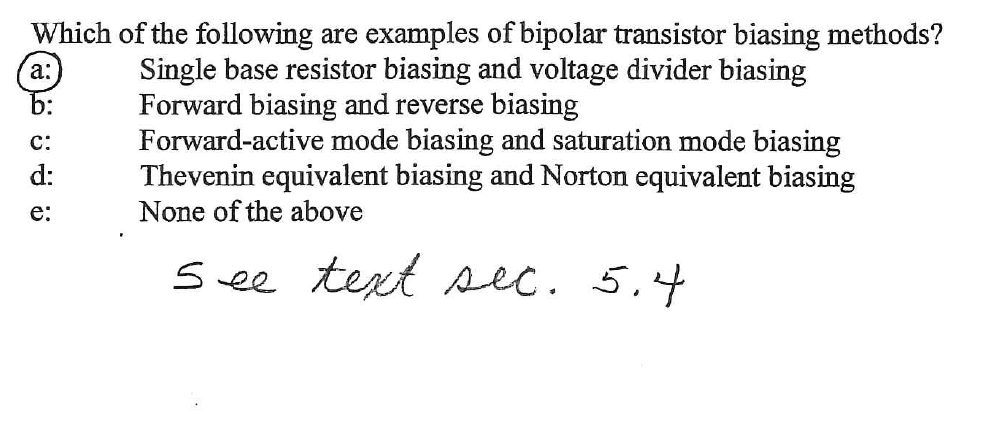 Which of the following are examples of bipolar transistor biasing methods?
a: Single base resistor biasing and voltage divider biasing
b: Forward biasing and reverse biasing
c: Forward-active mode biasing and saturation mode biasing
d: Thevenin equivalent biasing and Norton equivalent biasing
e: None of the above
See text sec. 5.4